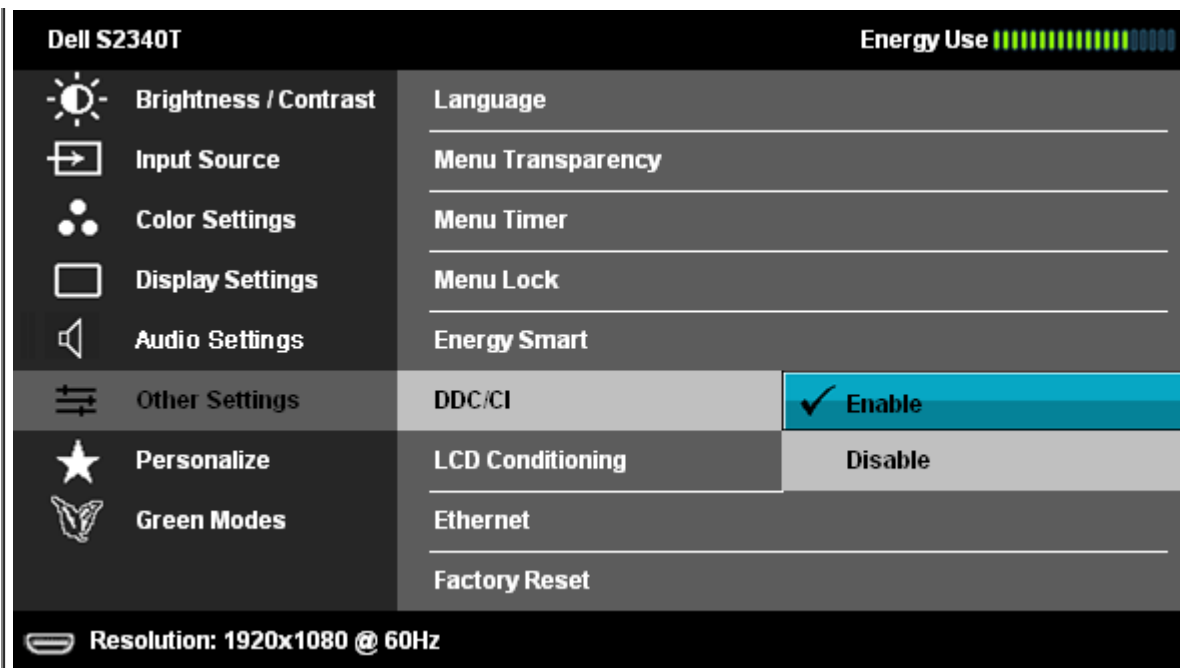 Dell S2340T Energy Use
Brightness / Contrast Language
Input Source Menu Transparency
Color Settings Menu Timer
Display Settings Menu Lock
Audio Settings Energy Smart
Other Settings DDC/CI Enable
Personalize LCD Conditioning Disable
Green Modes Ethernet
Factory Reset
Resolution: 1920x1080 @ 60Hz